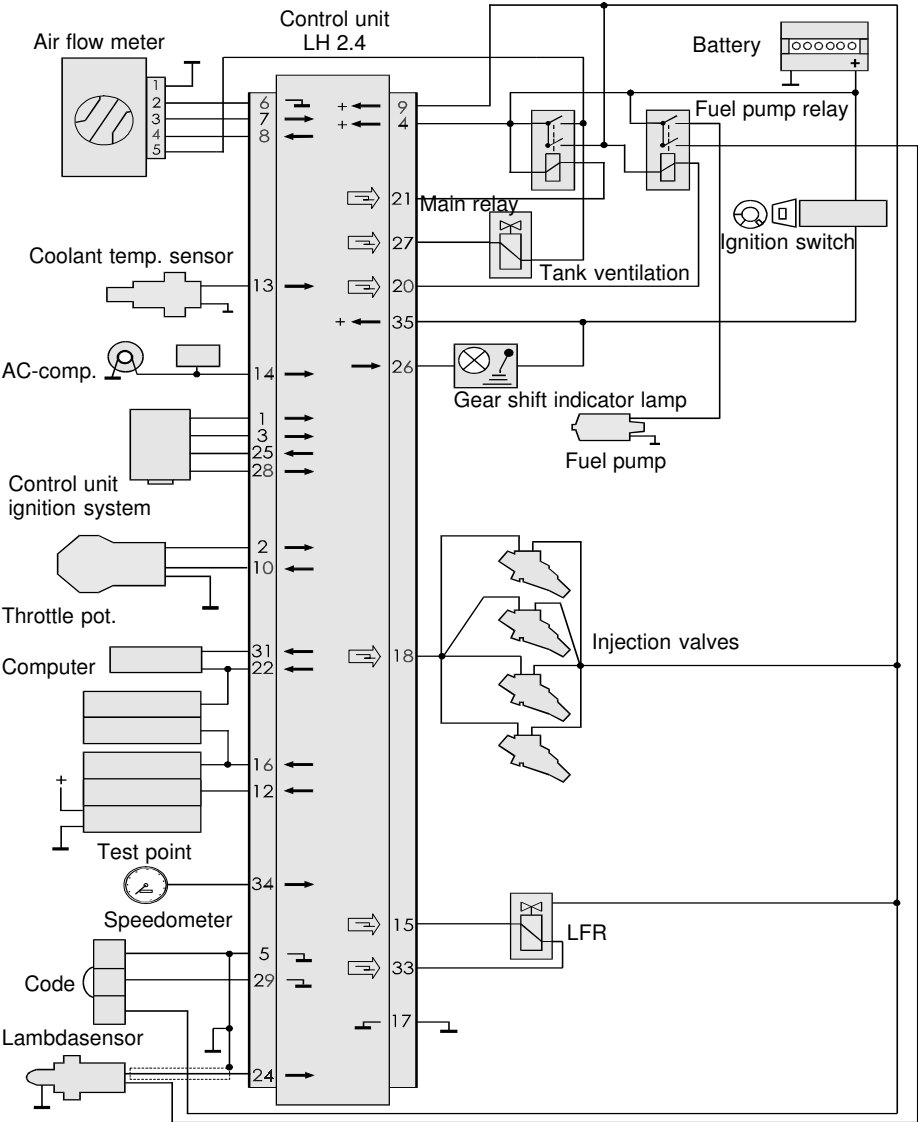 Control unit
LH 2.4
Air flow meter
Battery
+
1
2
3
4
5
6
7
8
+ 9
+ 4
Fuel pump relay
21
Main relay
27
Ignition switch
Tank ventilation
Coolant temp. sensor
13
20
+ 35
AC-comp.
14
26
Gear shift indicator lamp
1
3
25
28
Fuel pump
Control unit
ignition system
2
10
Throttle pot.
31
22
Computer
18
Injection valves
16
12
+
Test point
34
Speedometer
15
LFR
5
33
29
Code
17
Lambdasensor
24